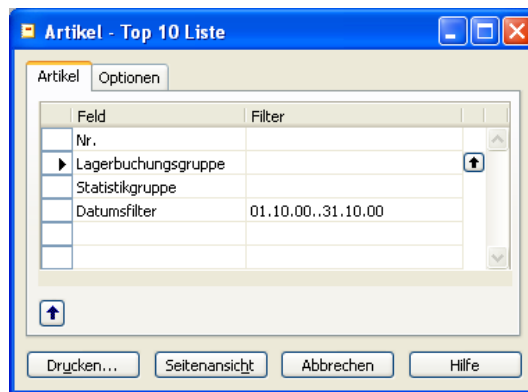 Artikel - Top 10 Liste
Artikel Optionen
Feld Filter
Nr.
Lagerbuchungsgruppe
Statistikgruppe
Datumsfilter 01.10.00..31.10.00
Drucken... Seitenansicht Abbrechen Hilfe